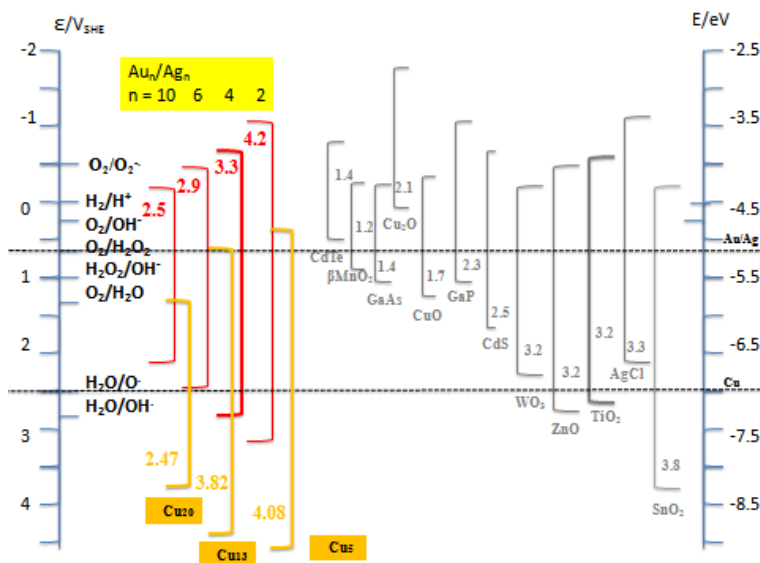 ε/V_SHE
E/eV
-2
-1
0
1
2
3
4
Au_n/Ag_n
n = 10 6 4 2
O₂/O₂⁻·
H₂/H⁺
O₂/OH⁻
O₂/H₂O₂
H₂O₂/OH⁻
O₂/H₂O
H₂O/O·
H₂O/OH·
2.5
2.9
3.3
4.2
2.47
3.82
4.08
Cu₂₀
Cu₁₃
Cu₅
1.4
CdTe
1.2
βMnO₂
1.4
GaAs
2.1
Cu₂O
1.7
CuO
2.3
GaP
2.5
CdS
3.2
WO₃
3.2
ZnO
3.2
TiO₂
3.3
AgCl
3.8
SnO₂
Au/Ag
Cu
-2.5
-3.5
-4.5
-5.5
-6.5
-7.5
-8.5